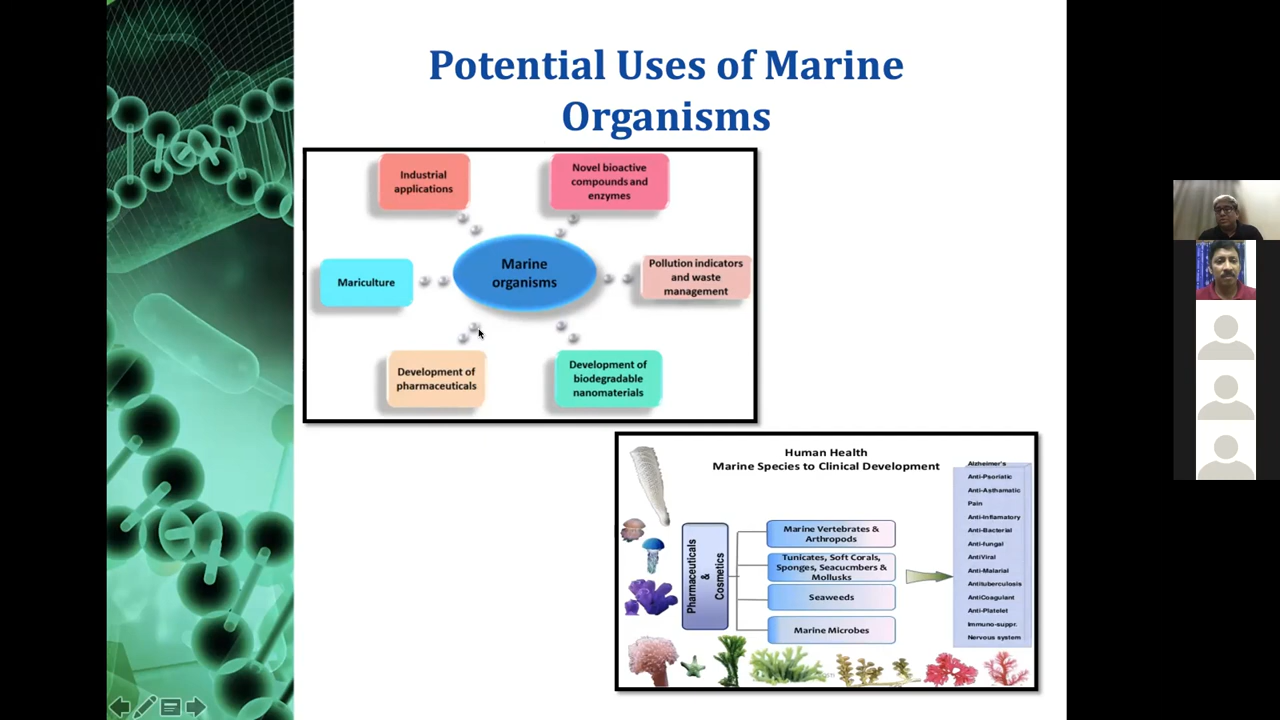 Potential Uses of Marine
Organisms
Industrial
applications
Novel bioactive
compounds and
enzymes
Mariculture
Marine
organisms
Pollution indicators
and waste
management
Development of
pharmaceuticals
Development of
biodegradable
nanomaterials
Human Health
Marine Species to Clinical Development
Pharmaceuticals
&
Cosmetics
Marine Vertebrates &
Arthropods
Tunicates, Soft Corals,
Sponges, Seacucmbers &
Mollusks
Seaweeds
Marine Microbes
Alzheimer's
Anti-Psoriatic
Anti-Asthamatic
Pain
Anti-Inflamatory
Anti-Bacterial
Anti-fungal
AntiViral
Anti-Malarial
Antituberculosis
AntiCoagulant
Anti-Platelet
Immuno-suppr.
Nervous system